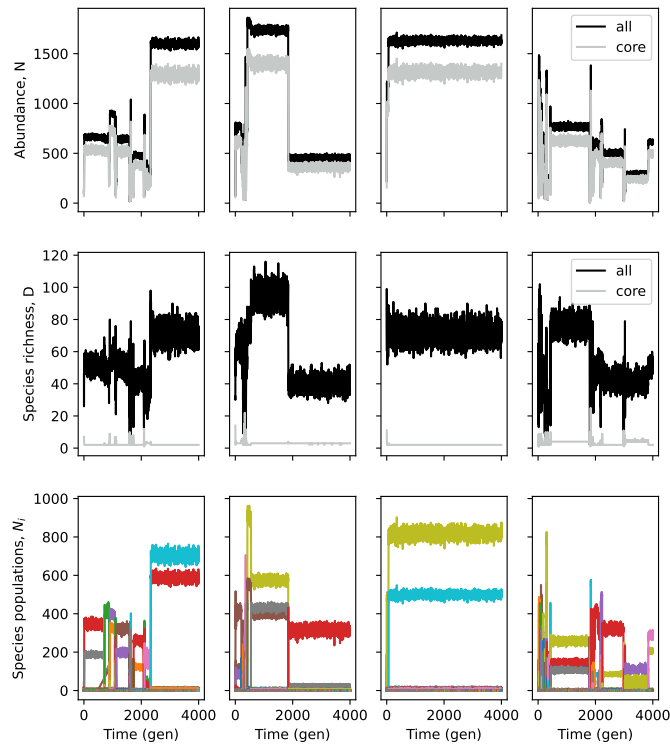 1500
1000
500
0
Abundance, N
all
core
120
100
80
60
40
20
0
Species richness, D
all
core
1000
800
600
400
200
0
Species populations, Ni
0 2000 4000 0 2000 4000 0 2000 4000 0 2000 4000
Time (gen) Time (gen) Time (gen) Time (gen)